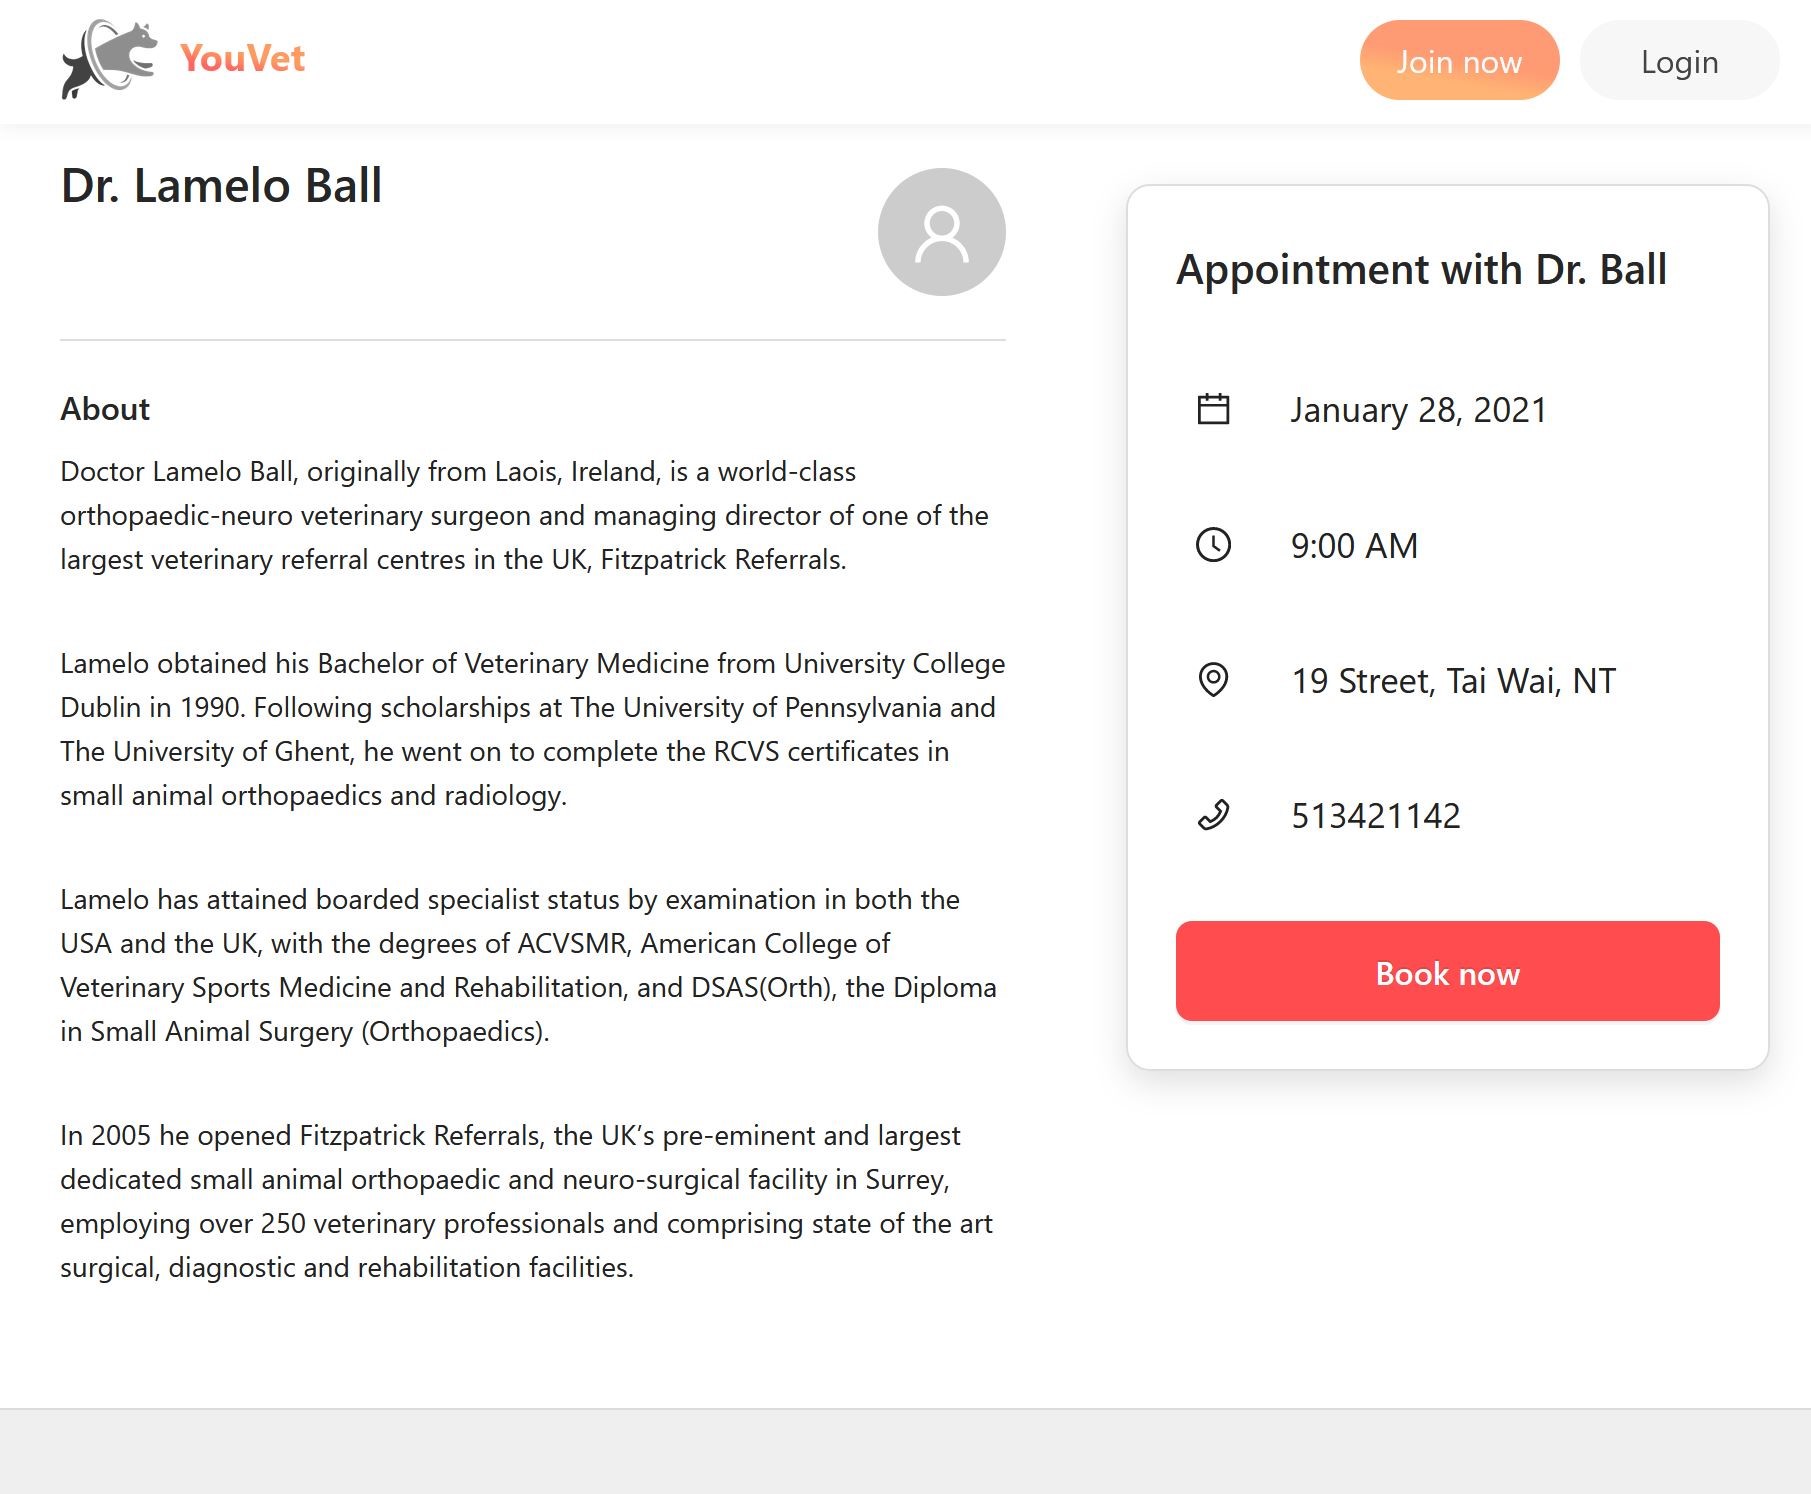 YouVet
Join now
Login
Dr. Lamelo Ball
About
Doctor Lamelo Ball, originally from Laois, Ireland, is a world-class
orthopaedic-neuro veterinary surgeon and managing director of one of the
largest veterinary referral centres in the UK, Fitzpatrick Referrals.
Lamelo obtained his Bachelor of Veterinary Medicine from University College
Dublin in 1990. Following scholarships at The University of Pennsylvania and
The University of Ghent, he went on to complete the RCVS certificates in
small animal orthopaedics and radiology.
Lamelo has attained boarded specialist status by examination in both the
USA and the UK, with the degrees of ACVSMR, American College of
Veterinary Sports Medicine and Rehabilitation, and DSAS(Orth), the Diploma
in Small Animal Surgery (Orthopaedics).
In 2005 he opened Fitzpatrick Referrals, the UK’s pre-eminent and largest
dedicated small animal orthopaedic and neuro-surgical facility in Surrey,
employing over 250 veterinary professionals and comprising state of the art
surgical, diagnostic and rehabilitation facilities.
Appointment with Dr. Ball
January 28, 2021
9:00 AM
19 Street, Tai Wai, NT
513421142
Book now